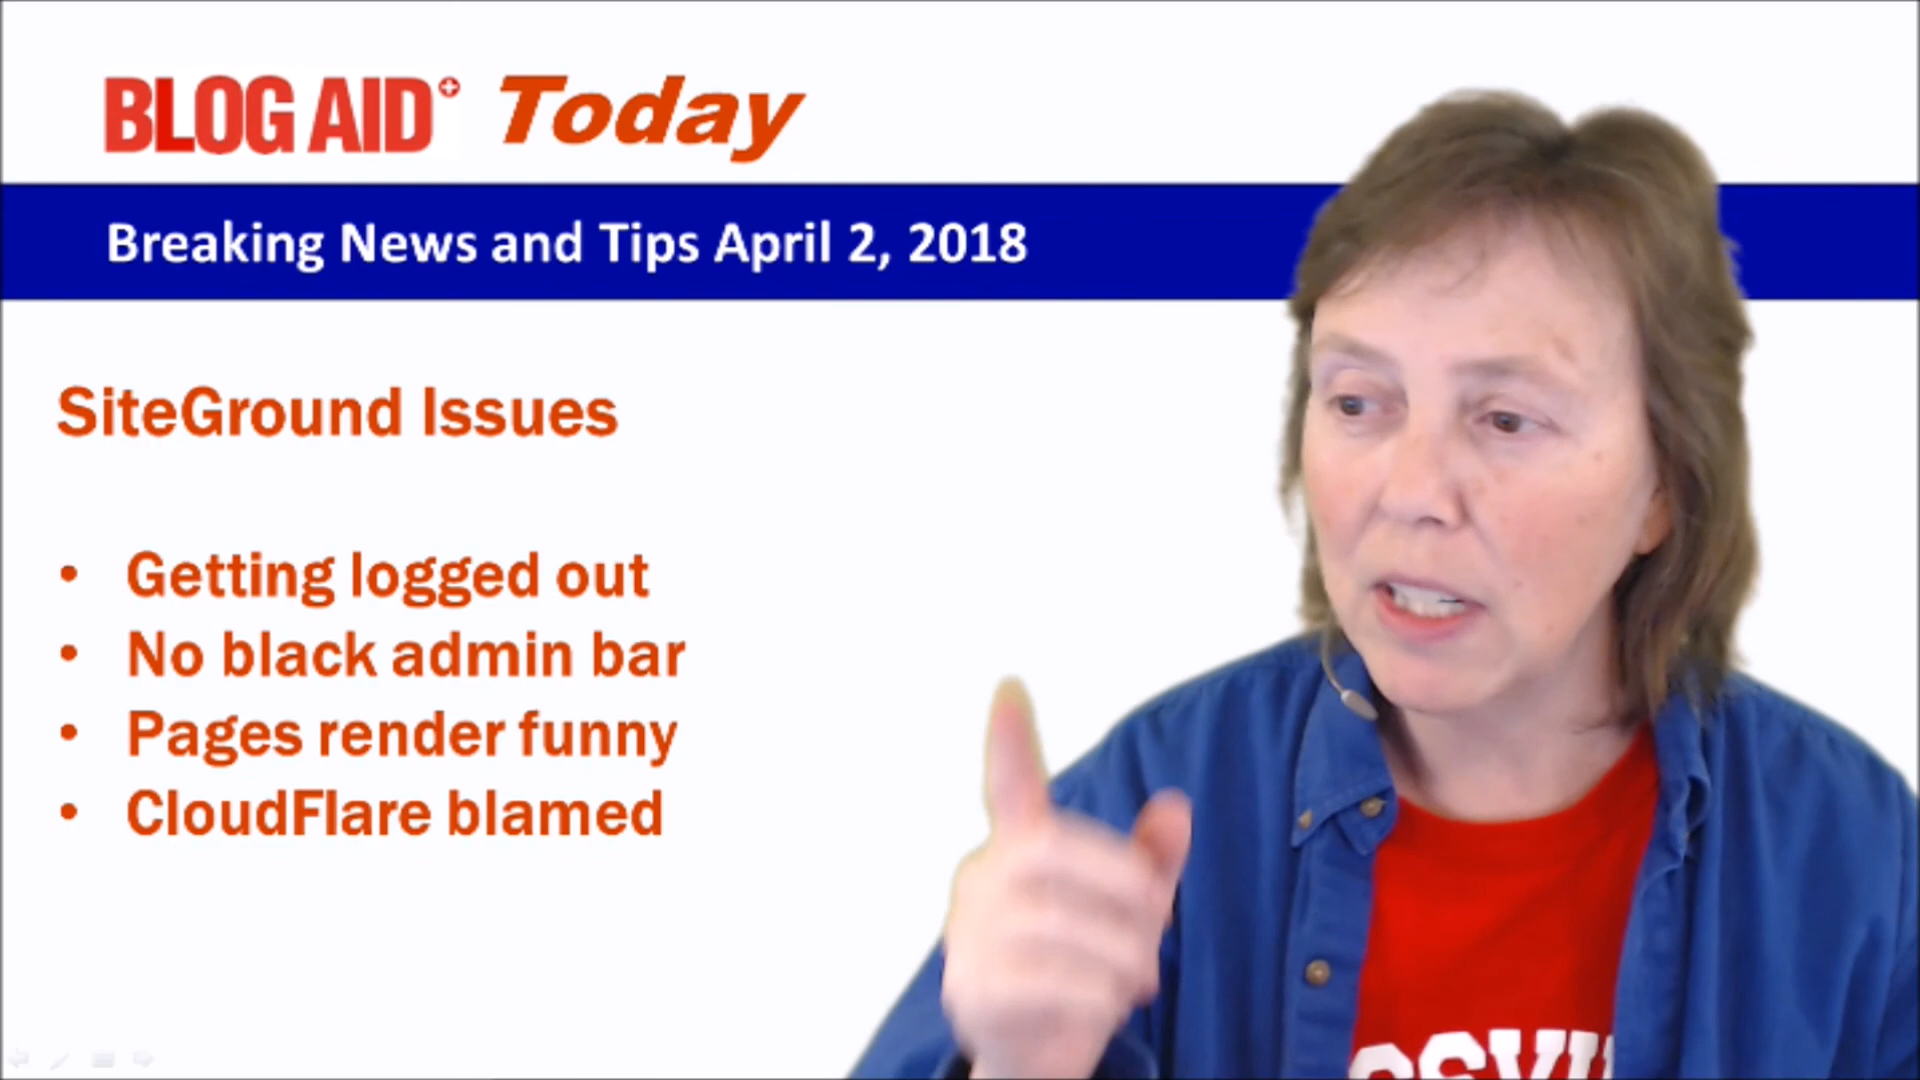 BLOG AID Today
Breaking News and Tips April 2, 2018
SiteGround Issues
• Getting logged out
• No black admin bar
• Pages render funny
• CloudFlare blamed